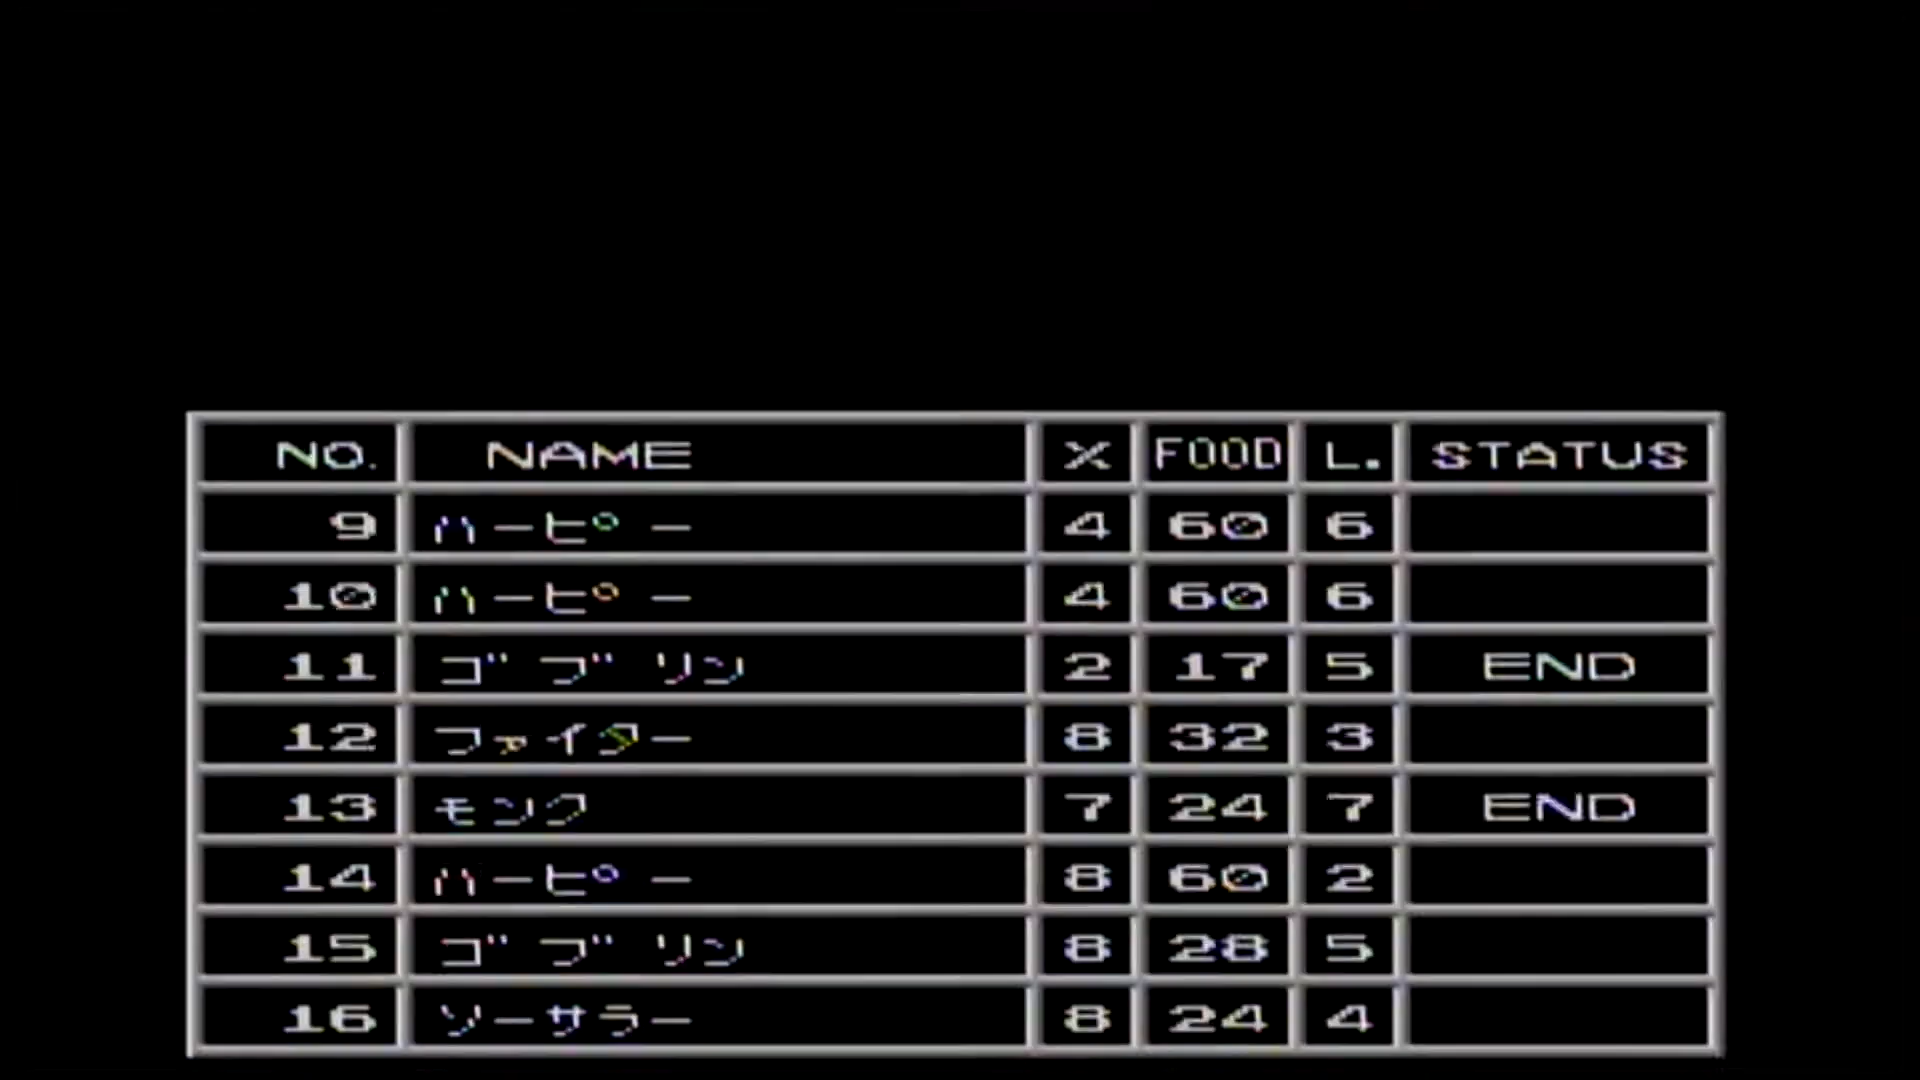 NO. NAME X FOOD L. STATUS
9 ハーピー 4 60 6
10 ハーピー 4 60 6
11 ゴブリン 2 17 5 END
12 ファイター 8 32 3
13 モンク 7 24 7 END
14 ハーピー 8 60 2
15 ゴブリン 8 28 5
16 ソーサラー 8 24 4